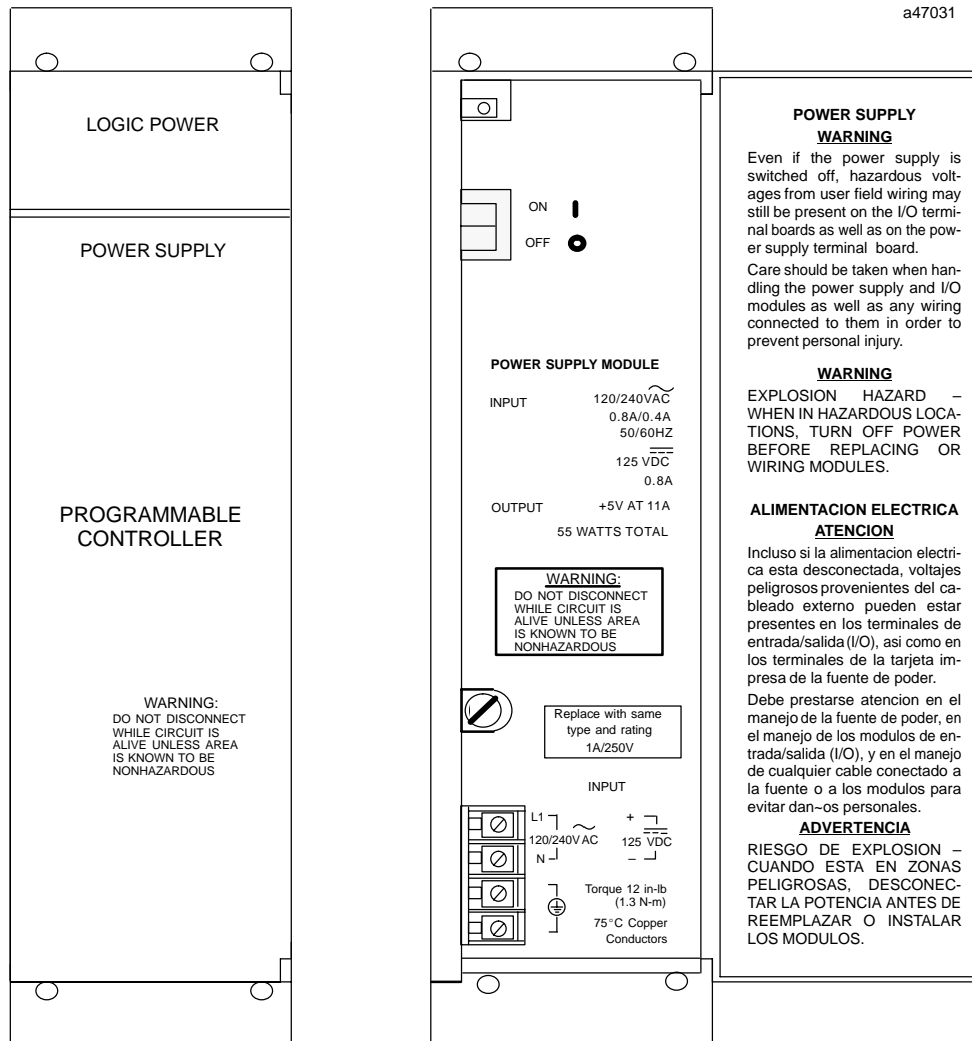 a47031
LOGIC POWER
POWER SUPPLY
PROGRAMMABLE
CONTROLLER
WARNING:
DO NOT DISCONNECT
WHILE CIRCUIT IS
ALIVE UNLESS AREA
IS KNOWN TO BE
NONHAZARDOUS
ON
OFF
POWER SUPPLY MODULE
INPUT 120/240VAC
0.8A/0.4A
50/60HZ
125 VDC
0.8A
OUTPUT +5V AT 11A
55 WATTS TOTAL
WARNING:
DO NOT DISCONNECT
WHILE CIRCUIT IS
ALIVE UNLESS AREA
IS KNOWN TO BE
NONHAZARDOUS
Replace with same
type and rating
1A/250V
INPUT
L1 +
120/240V AC 125 VDC
N –
Torque 12 in-lb
(1.3 N-m)
75°C Copper
Conductors
POWER SUPPLY
WARNING
Even if the power supply is
switched off, hazardous volt-
ages from user field wiring may
still be present on the I/O termi-
nal boards as well as on the pow-
er supply terminal board.
Care should be taken when han-
dling the power supply and I/O
modules as well as any wiring
connected to them in order to
prevent personal injury.
WARNING
EXPLOSION HAZARD –
WHEN IN HAZARDOUS LOCA-
TIONS, TURN OFF POWER
BEFORE REPLACING OR
WIRING MODULES.
ALIMENTACION ELECTRICA
ATENCION
Incluso si la alimentacion electri-
ca esta desconectada, voltajes
peligrosos provenientes del ca-
bleado externo pueden estar
presentes en los terminales de
entrada/salida (I/O), asi como en
los terminales de la tarjeta im-
presa de la fuente de poder.
Debe prestarse atencion en el
manejo de la fuente de poder, en
el manejo de los modulos de en-
trada/salida (I/O), y en el manejo
de cualquier cable conectado a
la fuente o a los modulos para
evitar dan~os personales.
ADVERTENCIA
RIESGO DE EXPLOSION –
CUANDO ESTA EN ZONAS
PELIGROSAS, DESCONEC-
TAR LA POTENCIA ANTES DE
REEMPLAZAR O INSTALAR
LOS MODULOS.